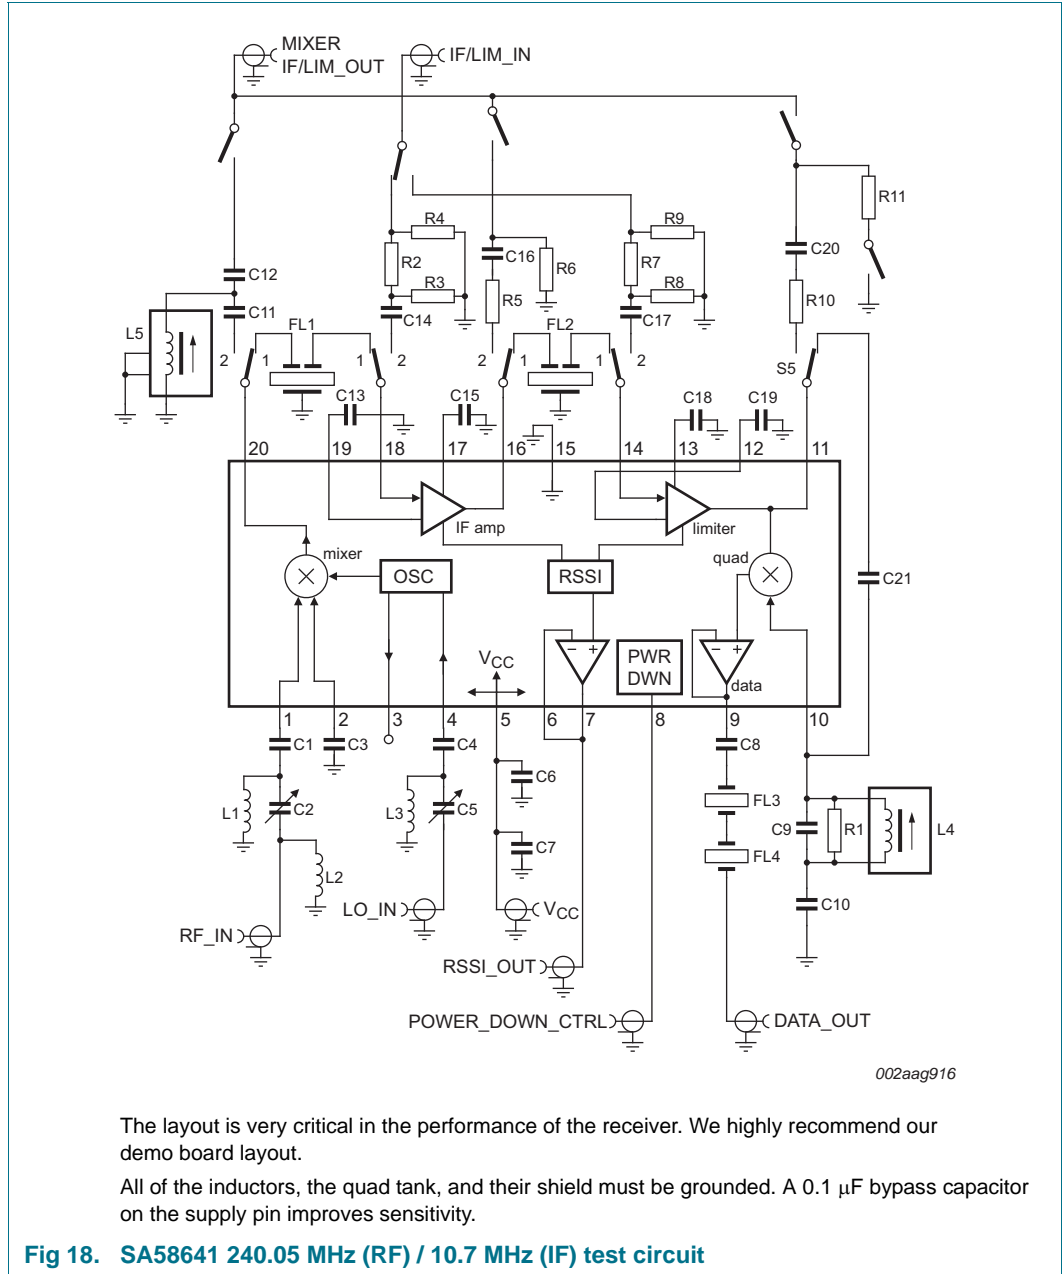 MIXER
IF/LIM_OUT
IF/LIM_IN
R11
R4
R9
C12
R2
C16
R6
R7
C20
R3
R8
C11
C14
R5
C17
R10
L5
FL1
FL2
2
1
1
2
2
1
1
2
S5
C13
C15
C18
C19
20
19
18
17
16
15
14
13
12
11
IF amp
limiter
mixer
quad
OSC
RSSI
C21
VCC
− +
PWR
DWN
− +
data
1
2
3
4
5
6
7
8
9
10
C1
C3
C4
C8
C6
L1
C2
L3
C5
FL3
C9
R1
L4
C7
FL4
L2
C10
LO_IN
VCC
RF_IN
RSSI_OUT
POWER_DOWN_CTRL
DATA_OUT
002aag916
The layout is very critical in the performance of the receiver. We highly recommend our
demo board layout.
All of the inductors, the quad tank, and their shield must be grounded. A 0.1 μF bypass capacitor
on the supply pin improves sensitivity.
Fig 18. SA58641 240.05 MHz (RF) / 10.7 MHz (IF) test circuit